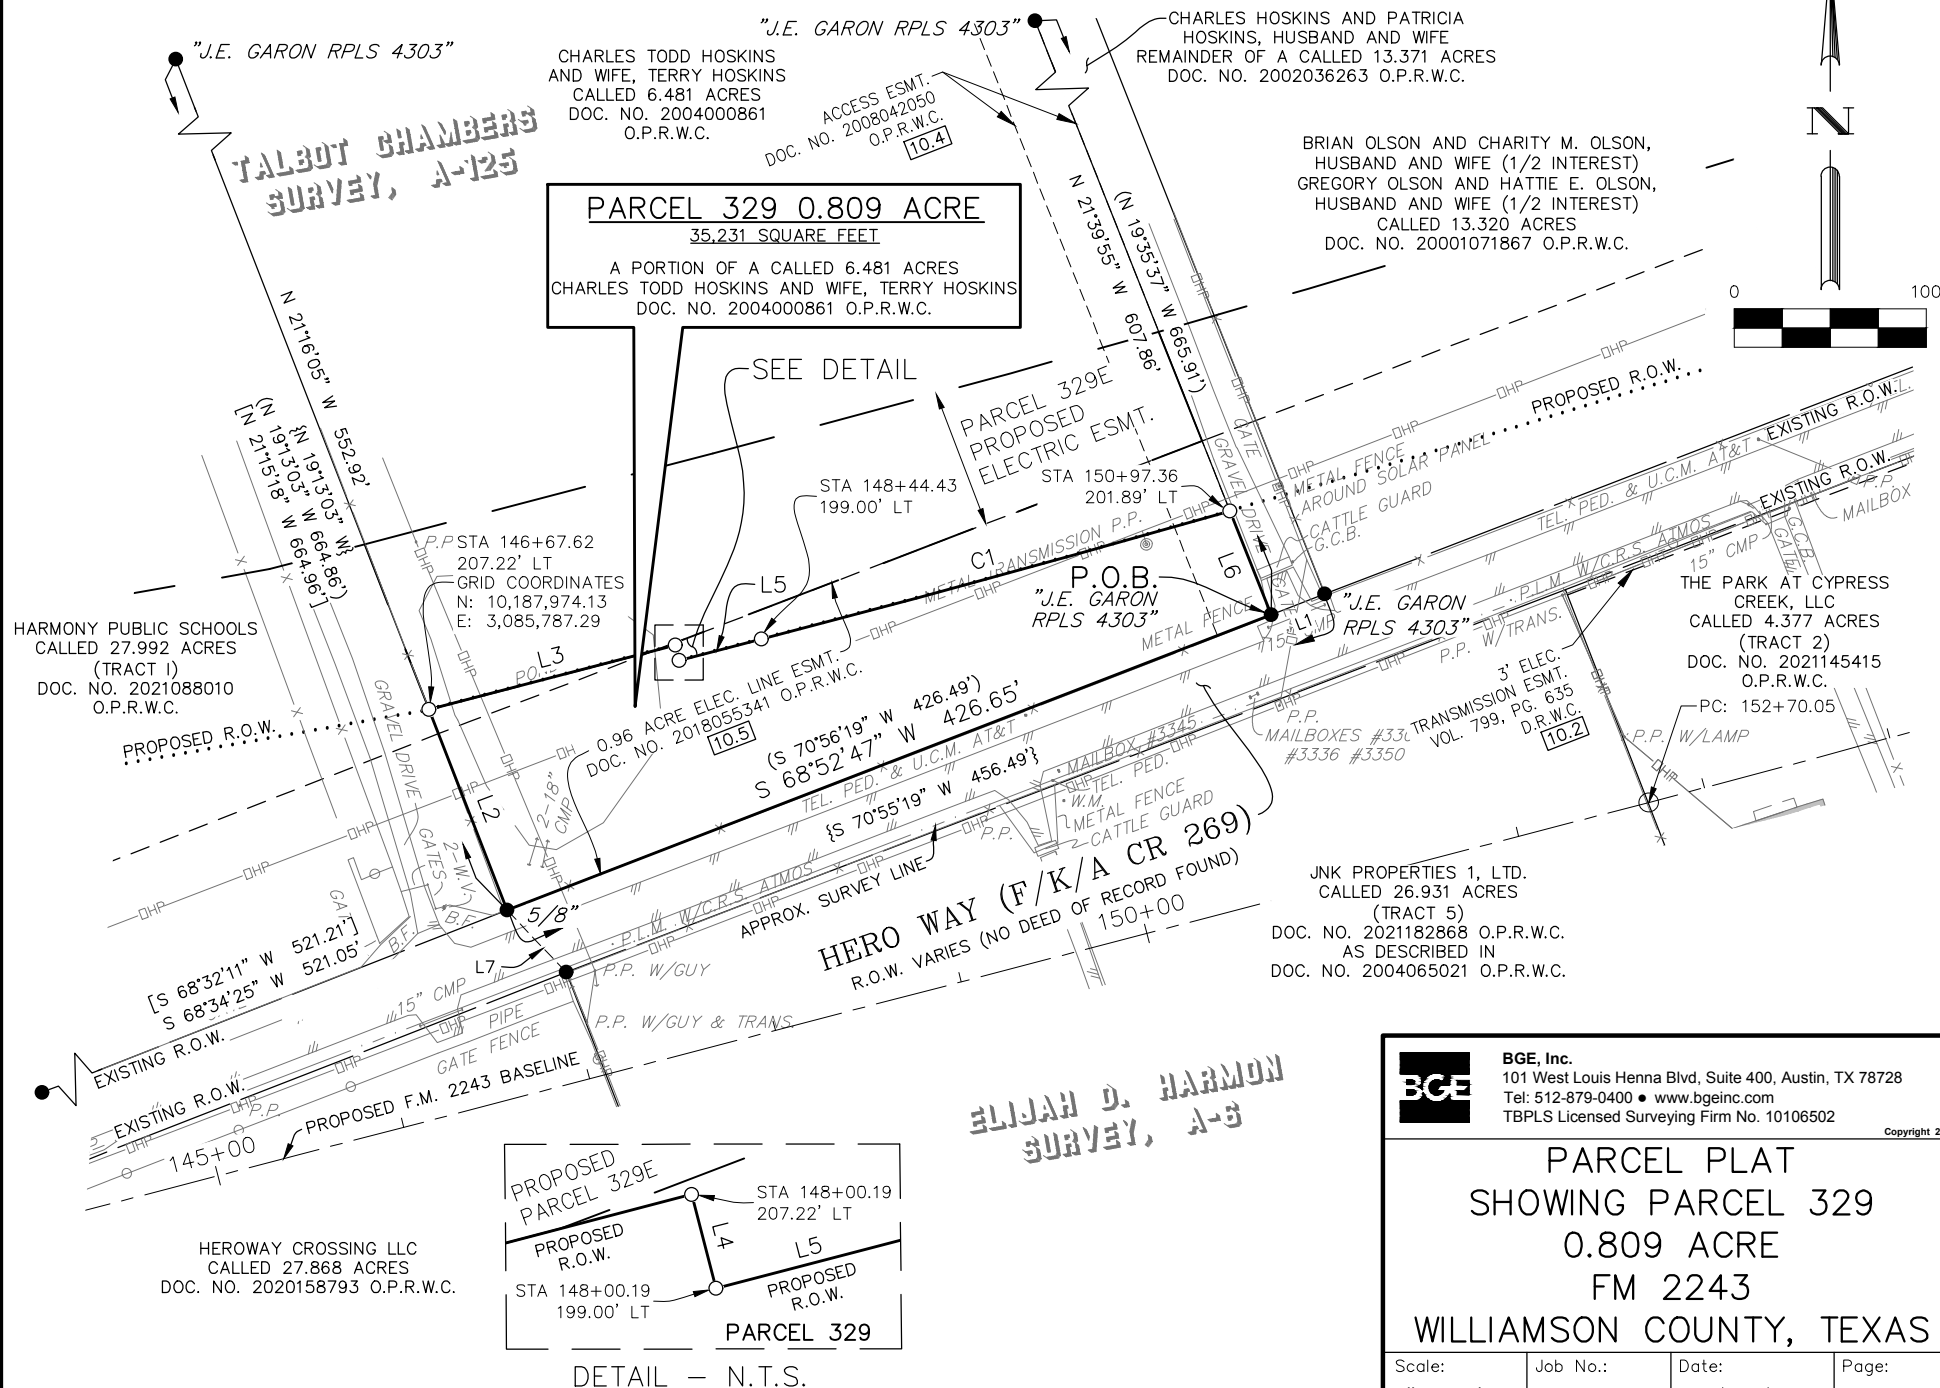 "J.E. GARON RPLS 4303"
"J.E. GARON RPLS 4303"
CHARLES TODD HOSKINS
AND WIFE, TERRY HOSKINS
CALLED 6.481 ACRES
DOC. NO. 2004000861
O.P.R.W.C.
CHARLES HOSKINS AND PATRICIA
HOSKINS, HUSBAND AND WIFE
REMAINDER OF A CALLED 13.371 ACRES
DOC. NO. 2002036263 O.P.R.W.C.
ACCESS ESMT.
DOC. NO. 2008042050
O.P.R.W.C.
10.4
TALBOT CHAMBERS
SURVEY, A-125
BRIAN OLSON AND CHARITY M. OLSON,
HUSBAND AND WIFE (1/2 INTEREST)
GREGORY OLSON AND HATTIE E. OLSON,
HUSBAND AND WIFE (1/2 INTEREST)
CALLED 13.320 ACRES
DOC. NO. 20001071867 O.P.R.W.C.
N
0 100
PARCEL 329 0.809 ACRE
35,231 SQUARE FEET
A PORTION OF A CALLED 6.481 ACRES
CHARLES TODD HOSKINS AND WIFE, TERRY HOSKINS
DOC. NO. 2004000861 O.P.R.W.C.
N 21°16'05" W 552.92'
{N 19°13'03" W}
(N 19°13'03" W 664.86')
[N 21°15'18" W 664.96']
N 21°39'55" W 607.86'
(N 19°35'37" W 665.91')
SEE DETAIL
PARCEL 329E
PROPOSED
ELECTRIC ESMT.
STA 148+44.43
199.00' LT
STA 150+97.36
201.89' LT
GATE
GRAVEL DRIVE
METAL FENCE
AROUND SOLAR PANEL
CATTLE GUARD
G.C.B.
OHP
PROPOSED R.O.W.
EXISTING R.O.W.
EXISTING R.O.W.
TEL. PED. & U.C.M. AT&T
P.L.M. W/C.R.S. ATMOS
15" CMP
P.P.
MAILBOX
GATE
G.C.B.
P.P.
STA 146+67.62
207.22' LT
GRID COORDINATES
N: 10,187,974.13
E: 3,085,787.29
C1
METAL TRANSMISSION P.P.
L5
L3
L6
P.O.B.
"J.E. GARON
RPLS 4303"
"J.E. GARON
RPLS 4303"
L1
METAL FENCE
P.P. W/TRANS.
HARMONY PUBLIC SCHOOLS
CALLED 27.992 ACRES
(TRACT 1)
DOC. NO. 2021088010
O.P.R.W.C.
PROPOSED R.O.W.
GRAVEL DRIVE
GATES
2-W.V.
B.F.
B.F.
L2
2-18"
CMP
0.96 ACRE ELEC. LINE ESMT.
DOC. NO. 2018055341 O.P.R.W.C.
10.5
(S 70°56'19" W 426.49')
S 68°52'47" W 426.65'
TEL. PED. & U.C.M. AT&T
{S 70°55'19" W 456.49'}
MAILBOX #3345
TEL. PED.
W.M.
METAL FENCE
CATTLE GUARD
P.P.
P.P.
MAILBOXES
#3336 #3350
3' ELEC.
TRANSMISSION ESMT.
VOL. 799, PG. 635
D.R.W.C.
10.2
THE PARK AT CYPRESS
CREEK, LLC
CALLED 4.377 ACRES
(TRACT 2)
DOC. NO. 2021145415
O.P.R.W.C.
PC: 152+70.05
P.P. W/LAMP
JNK PROPERTIES 1, LTD.
CALLED 26.931 ACRES
(TRACT 5)
DOC. NO. 2021182868 O.P.R.W.C.
AS DESCRIBED IN
DOC. NO. 2004065021 O.P.R.W.C.
5/8"
L7
P.L.M. W/C.R.S. ATMOS
APPROX. SURVEY LINE
HERO WAY (F/K/A CR 269)
R.O.W. VARIES (NO DEED OF RECORD FOUND)
150+00
[S 68°32'11" W 521.21']
S 68°34'25" W 521.05'
15" CMP
PIPE
GATE FENCE
P.P. W/GUY
P.P. W/GUY & TRANS.
EXISTING R.O.W.
EXISTING R.O.W.
P.P.
PROPOSED F.M. 2243 BASELINE
145+00
ELIJAH D. HARMON
SURVEY, A-6
HEROWAY CROSSING LLC
CALLED 27.868 ACRES
DOC. NO. 2020158793 O.P.R.W.C.
PROPOSED
PARCEL 329E
STA 148+00.19
207.22' LT
PROPOSED
R.O.W.
L4
L5
STA 148+00.19
199.00' LT
PROPOSED
R.O.W.
PARCEL 329
DETAIL - N.T.S.
BGE
BGE, Inc.
101 West Louis Henna Blvd, Suite 400, Austin, TX 78728
Tel: 512-879-0400 ● www.bgeinc.com
TBPLS Licensed Surveying Firm No. 10106502
Copyright 2
PARCEL PLAT
SHOWING PARCEL 329
0.809 ACRE
FM 2243
WILLIAMSON COUNTY, TEXAS
Scale: Job No.: Date: Page: